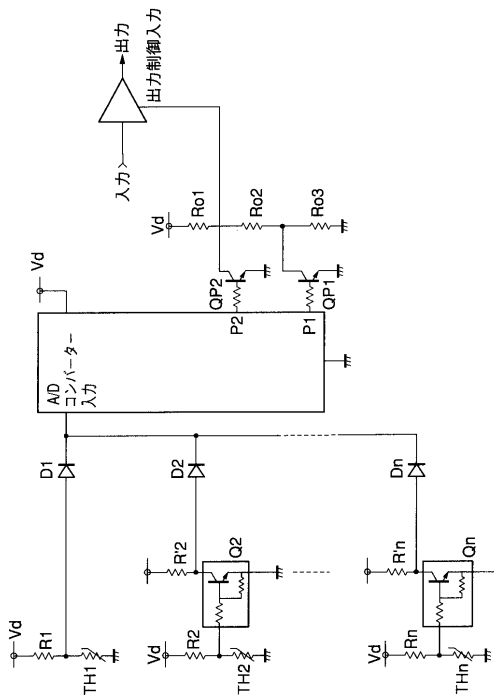 出力
出力制御入力
入力
Vd
Ro1
Ro2
Ro3
QP2
QP1
Vd
P2
P1
A/D
コンバーター
入力
D1
D2
Dn
R'2
Q2
R'n
Qn
Vd
R1
TH1
Vd
R2
TH2
Vd
Rn
THn